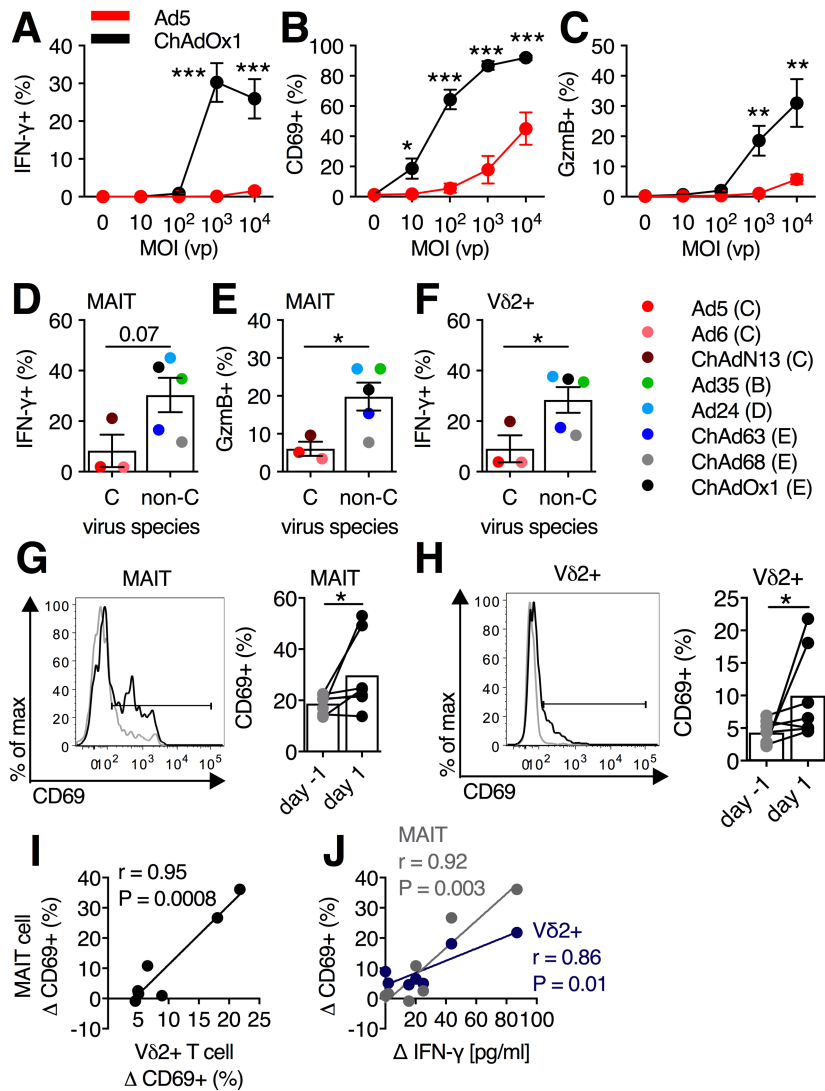 A
Ad5
ChAdOx1
IFN-γ+ (%)
40
30
20
10
0
***
***
0 10 10² 10³ 10⁴
MOI (vp)
B
CD69+ (%)
100
80
60
40
20
0
*
***
***
***
0 10 10² 10³ 10⁴
MOI (vp)
C
GzmB+ (%)
50
40
30
20
10
0
**
**
0 10 10² 10³ 10⁴
MOI (vp)
D
MAIT
IFN-γ+ (%)
60
40
20
0
0.07
C non-C
virus species
E
MAIT
GzmB+ (%)
40
30
20
10
0
*
C non-C
virus species
F
Vδ2+
IFN-γ+ (%)
60
40
20
0
*
C non-C
virus species
Ad5 (C)
Ad6 (C)
ChAdN13 (C)
Ad35 (B)
Ad24 (D)
ChAd63 (E)
ChAd68 (E)
ChAdOx1 (E)
G
MAIT
% of max
100
80
60
40
20
0
0 10² 10³ 10⁴ 10⁵
CD69
MAIT
CD69+ (%)
60
40
20
0
*
day -1 day 1
H
Vδ2+
% of max
100
80
60
40
20
0
0 10² 10³ 10⁴ 10⁵
CD69
Vδ2+
CD69+ (%)
25
20
15
10
5
0
*
day -1 day 1
I
MAIT cell
Δ CD69+ (%)
40
30
20
10
0
-10
r = 0.95
P = 0.0008
5 10 15 20 25
Vδ2+ T cell
Δ CD69+ (%)
J
Δ CD69+ (%)
40
30
20
10
0
-10
MAIT
r = 0.92
P = 0.003
Vδ2+
r = 0.86
P = 0.01
20 40 60 80 100
Δ IFN-γ [pg/ml]